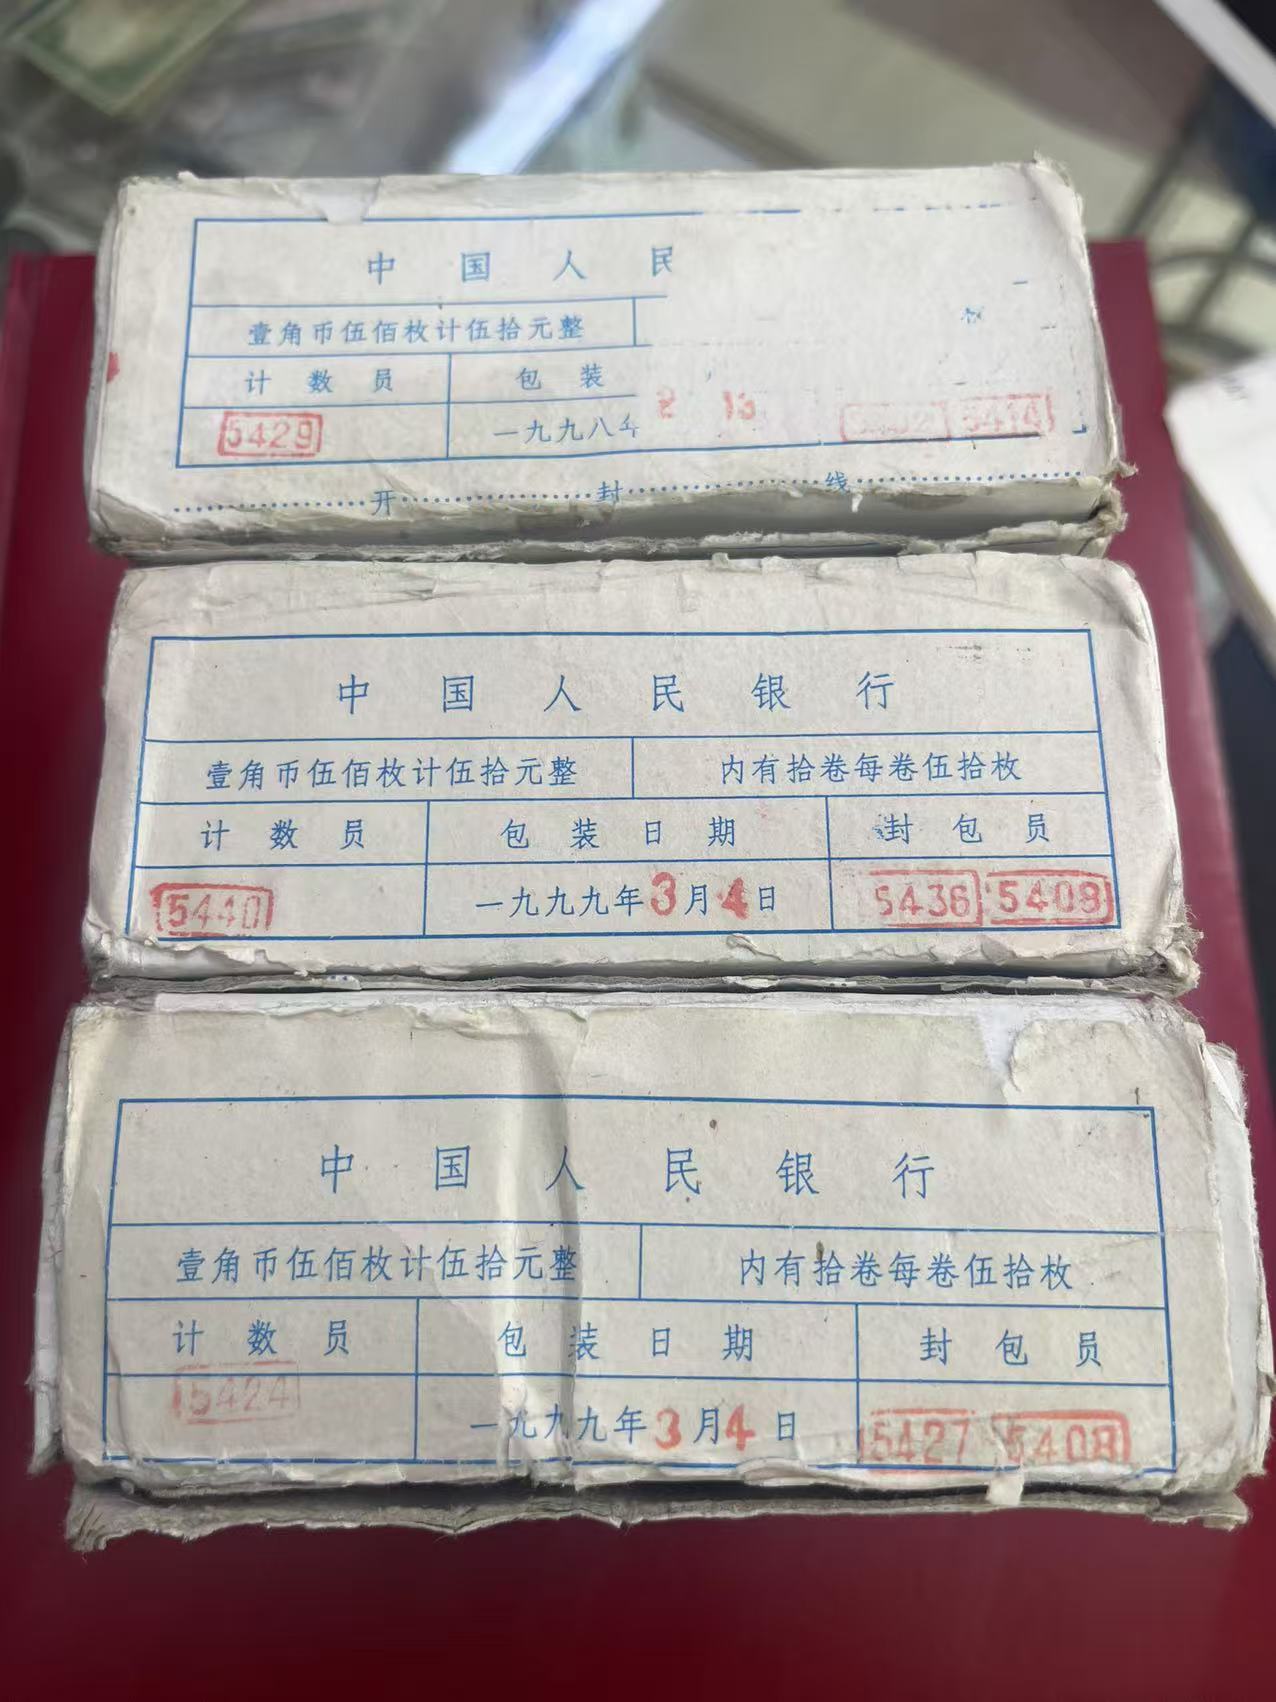 中国人民
壹角币伍佰枚计伍拾元整
计数员 包装
5429 一九九八年 2 13 5414
开封线
中国人民银行
壹角币伍佰枚计伍拾元整 内有拾卷每卷伍拾枚
计数员 包装日期 封包员
5440 一九九九年3月4日 5436 5408
中国人民银行
壹角币伍佰枚计伍拾元整 内有拾卷每卷伍拾枚
计数员 包装日期 封包员
5424 一九九九年3月4日 5427 5408